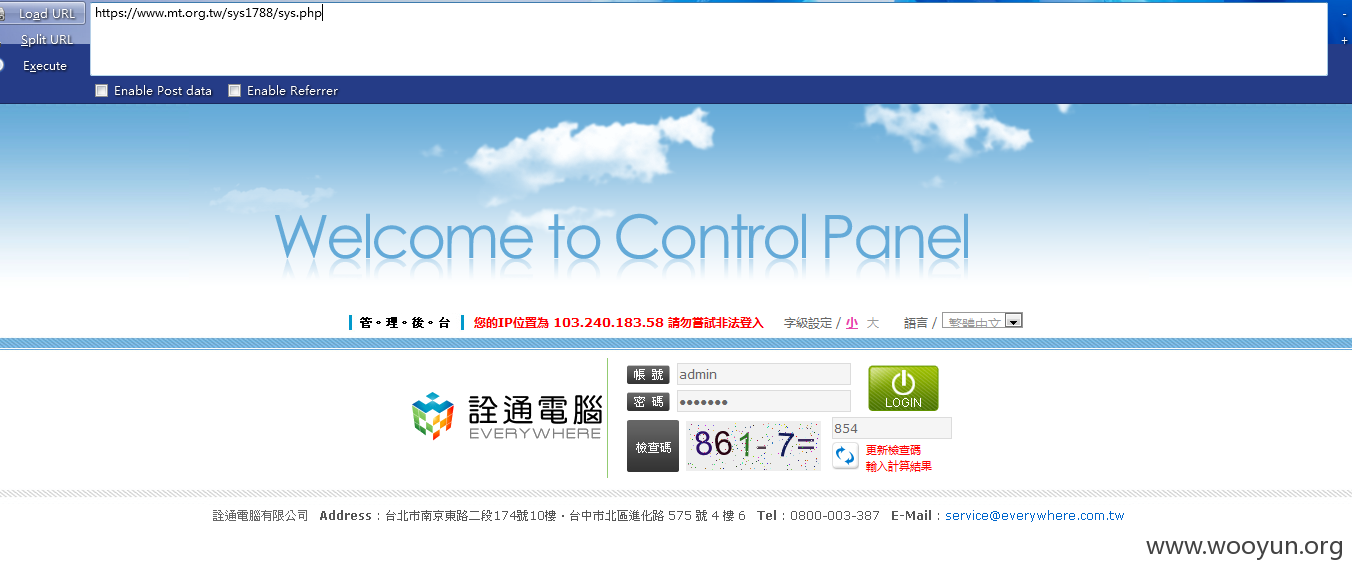 Load URL
https://www.mt.org.tw/sys1788/sys.php
-
Split URL
+
Execute
Enable Post data Enable Referrer
Welcome to Control Panel
管。理。後。台 您的IP位置為 103.240.183.58 請勿嘗試非法登入 字級設定 / 小 大 語言 / 繁體中文
帳 號 admin
密 碼 •••••••
LOGIN
詮通電腦
EVERYWHERE
檢查碼 861-7= 854
更新檢查碼
輸入計算結果
詮通電腦有限公司 Address：台北市南京東路二段174號10樓・台中市北區進化路 575 號 4 樓 6 Tel：0800-003-387 E-Mail：service@everywhere.com.tw
www.wooyun.org